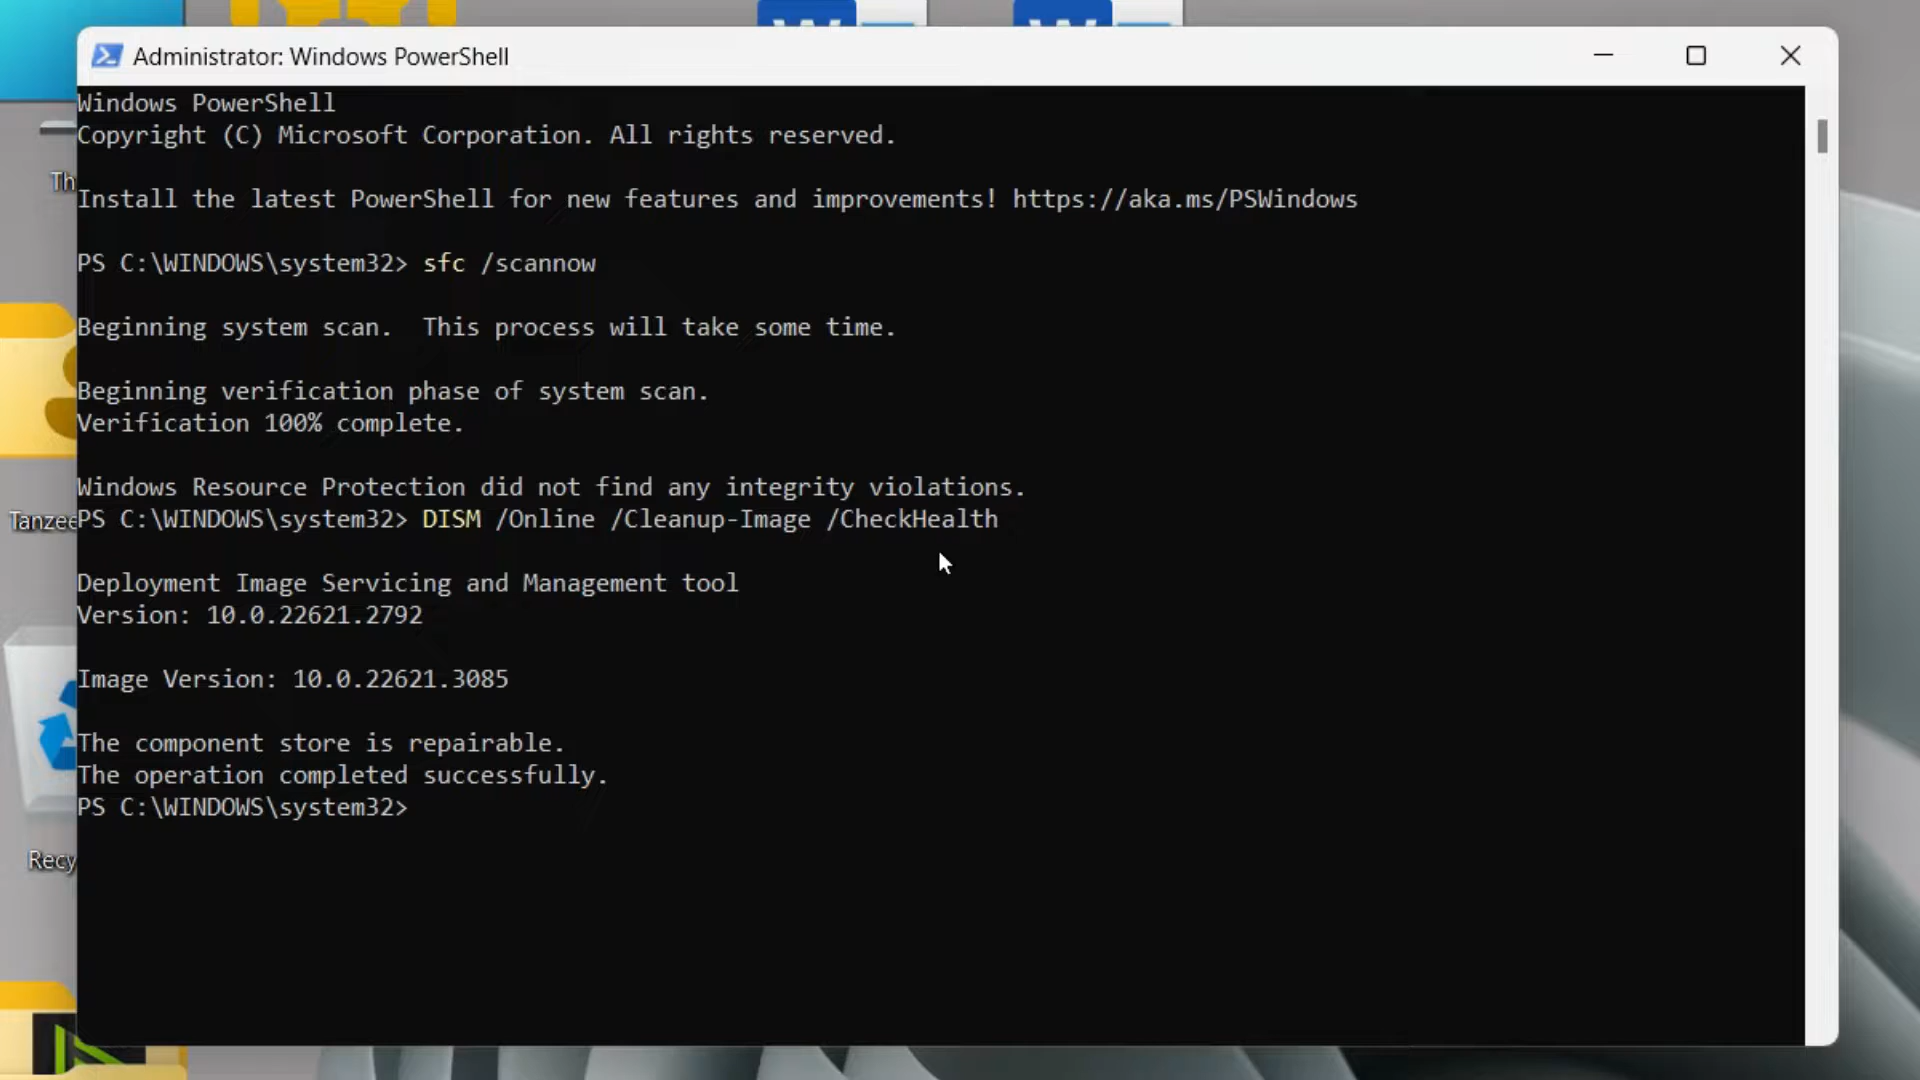 Administrator: Windows PowerShell
Windows PowerShell
Copyright (C) Microsoft Corporation. All rights reserved.
Install the latest PowerShell for new features and improvements! https://aka.ms/PSWindows
PS C:\WINDOWS\system32> sfc /scannow
Beginning system scan.  This process will take some time.
Beginning verification phase of system scan.
Verification 100% complete.
Windows Resource Protection did not find any integrity violations.
PS C:\WINDOWS\system32> DISM /Online /Cleanup-Image /CheckHealth
Deployment Image Servicing and Management tool
Version: 10.0.22621.2792
Image Version: 10.0.22621.3085
The component store is repairable.
The operation completed successfully.
PS C:\WINDOWS\system32>
Th
Tanzee
Recy